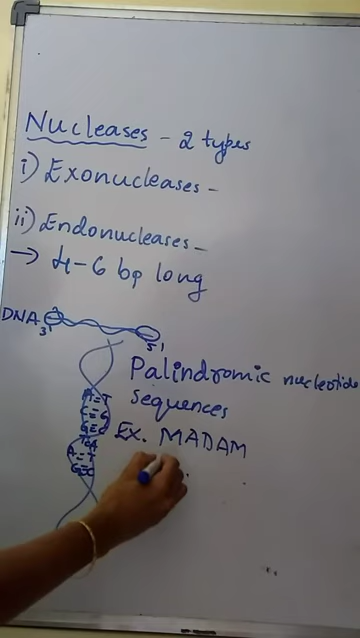 Nucleases - 2 types
i) Exonucleases -
ii) Endonucleases -
→ 4-6 bp long
DNA 3' 5'
Palindromic nucleotide
sequences
Ex. MADAM